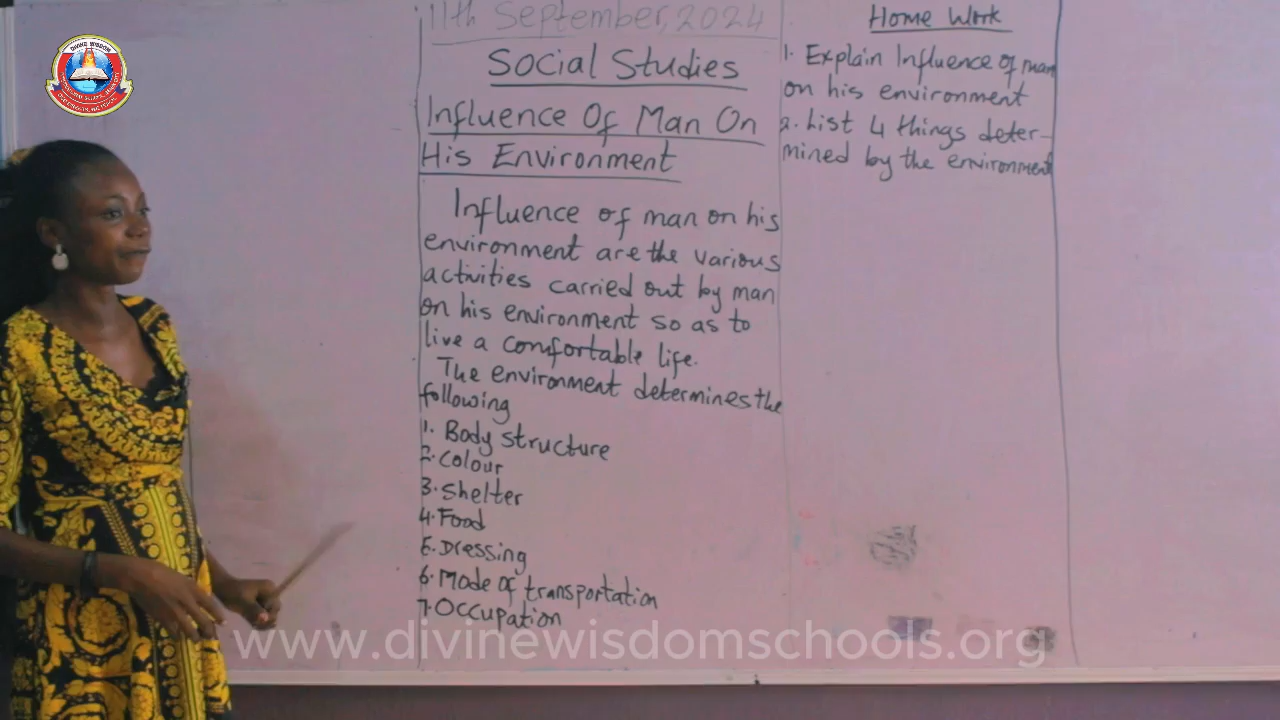 DIVINE WISDOM
11th September, 2024
Social Studies
Influence Of Man On
His Environment
Influence of man on his
environment are the various
activities carried out by man
on his environment so as to
live a comfortable life.
The environment determines the
following
1. Body structure
2. Colour
3. Shelter
4. Food
5. Dressing
6. Mode of transportation
7. Occupation
Home Work
1. Explain Influence of man
on his environment
2. List 4 things deter-
mined by the environment
www.divinewisdomschools.org